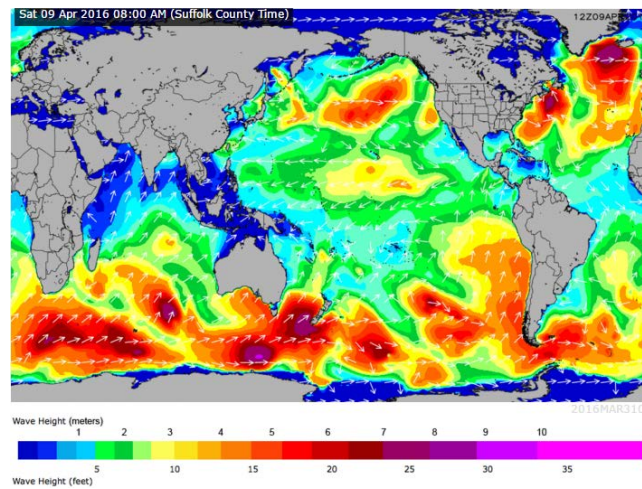 Sat 09 Apr 2016 08:00 AM (Suffolk County Time)
12Z09APR
2016MAR310
Wave Height (meters)
1 2 3 4 5 6 7 8 9 10
5 10 15 20 25 30 35
Wave Height (feet)